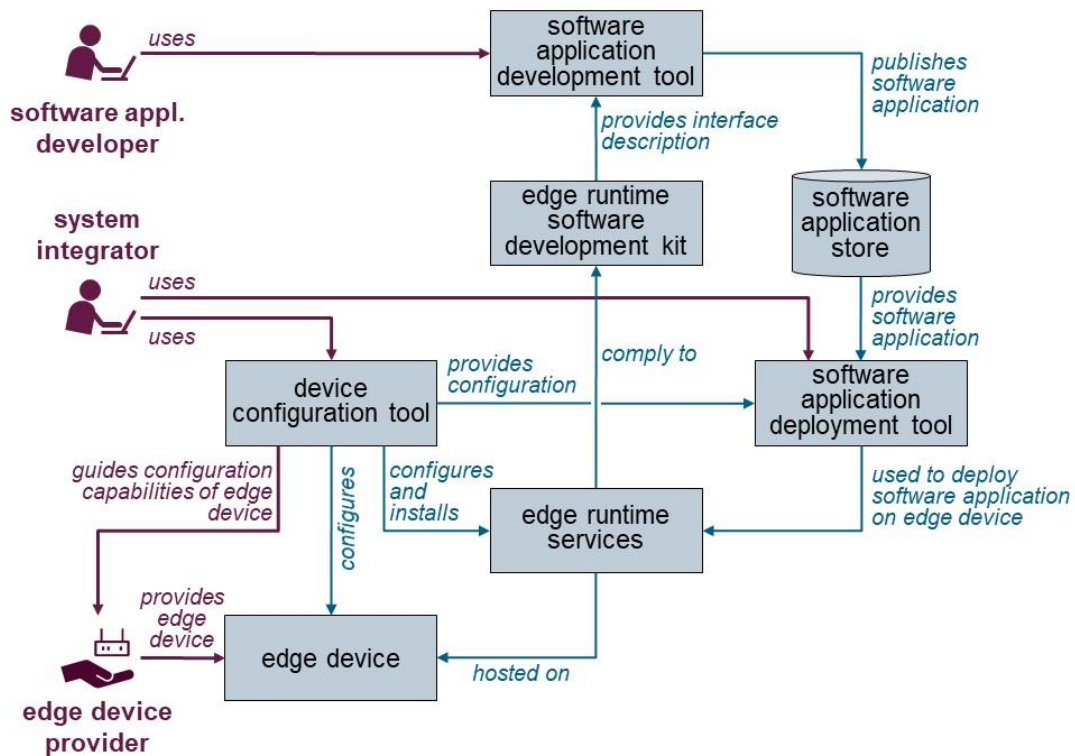 uses
software
application
development tool
publishes
software
application
software appl.
developer
provides interface
description
edge runtime
software
development kit
software
application
store
system
integrator
uses
uses
provides
software
application
comply to
provides
configuration
device
configuration tool
software
application
deployment tool
guides configuration
capabilities of edge
device
configures
configures
and
installs
used to deploy
software application
on edge device
edge runtime
services
provides
edge
device
edge device
hosted on
edge device
provider